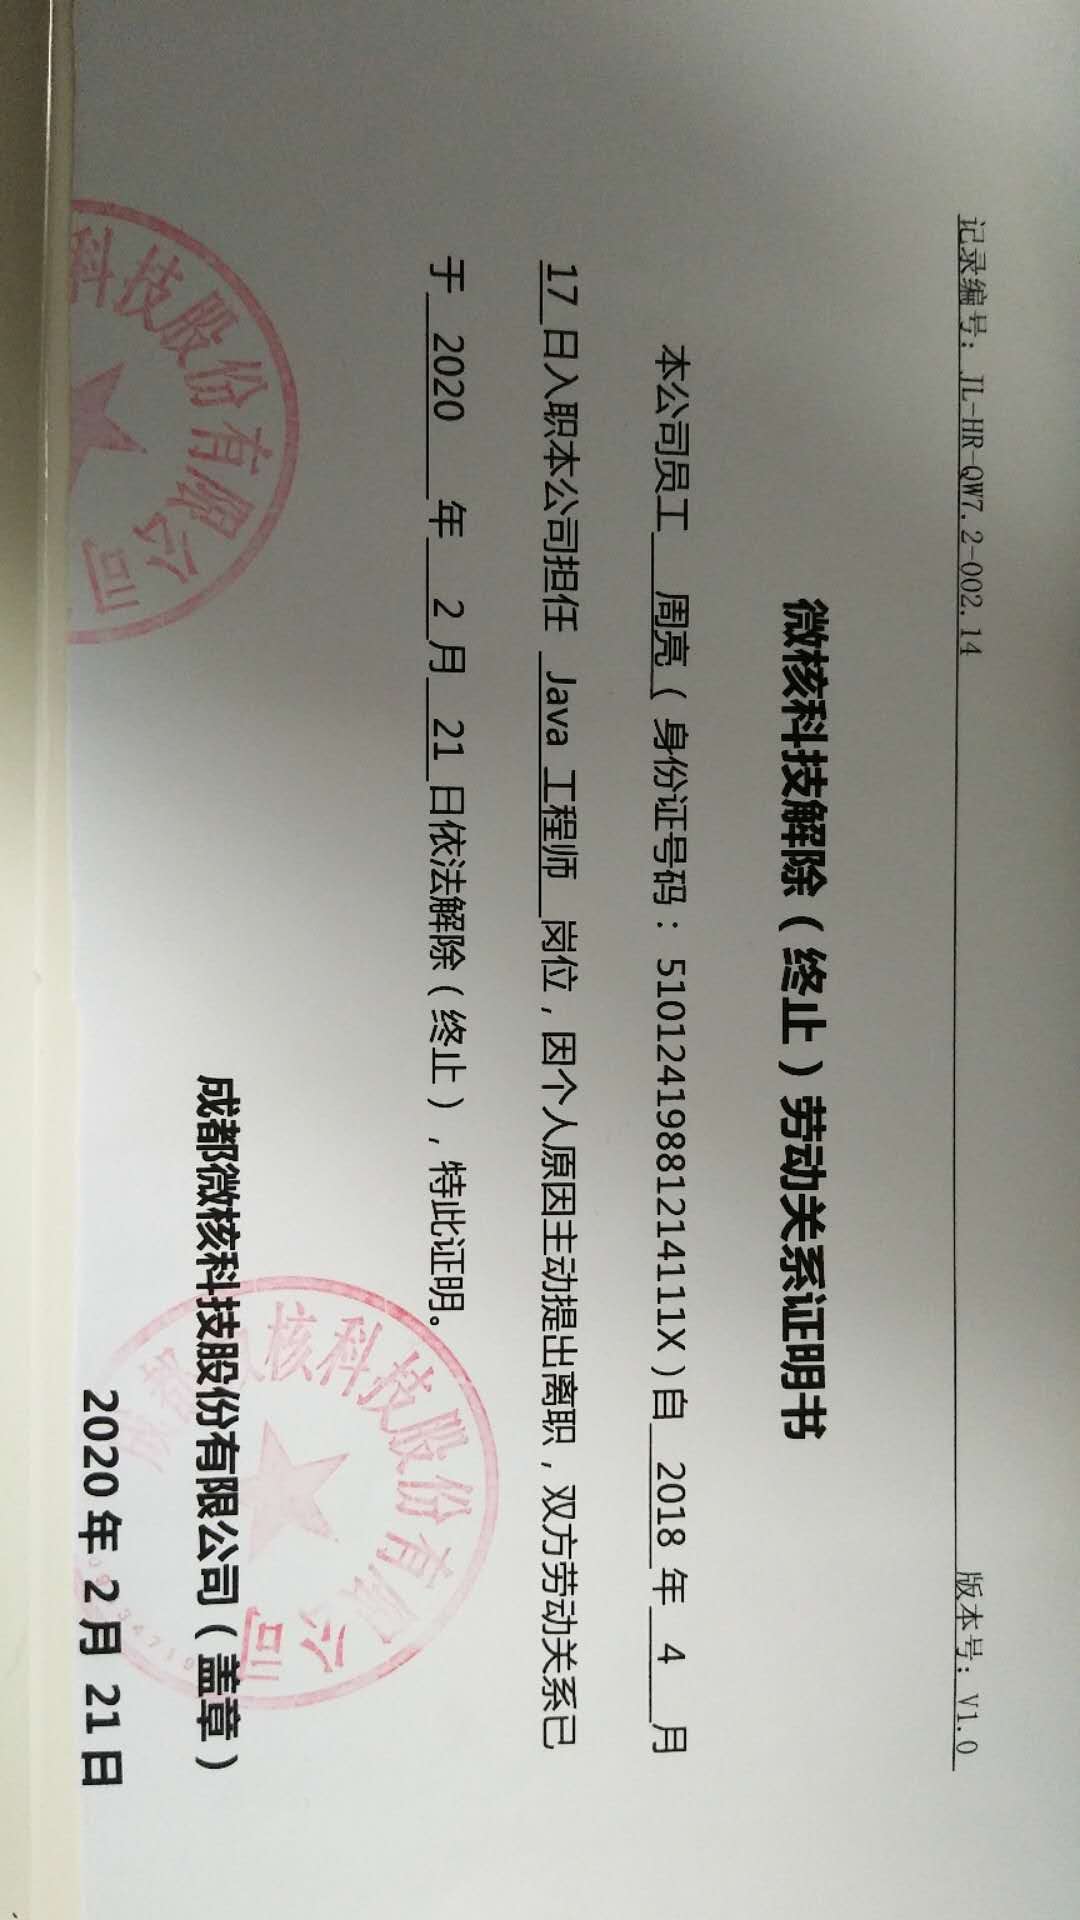 记录编号: JL-HR-QW7.2-002.14 版本号: V1.0
微核科技解除（终止）劳动关系证明书
本公司员工 周亮（身份证号码：51012419881214111X）自 2018 年 4 月
17 日入职本公司担任 Java 工程师 岗位，因个人原因主动提出离职，双方劳动关系已
于 2020 年 2 月 21 日依法解除（终止），特此证明。
成都微核科技股份有限公司（盖章）
2020 年 2 月 21 日
科技股份有限公司
成都微核科技股份有限公司